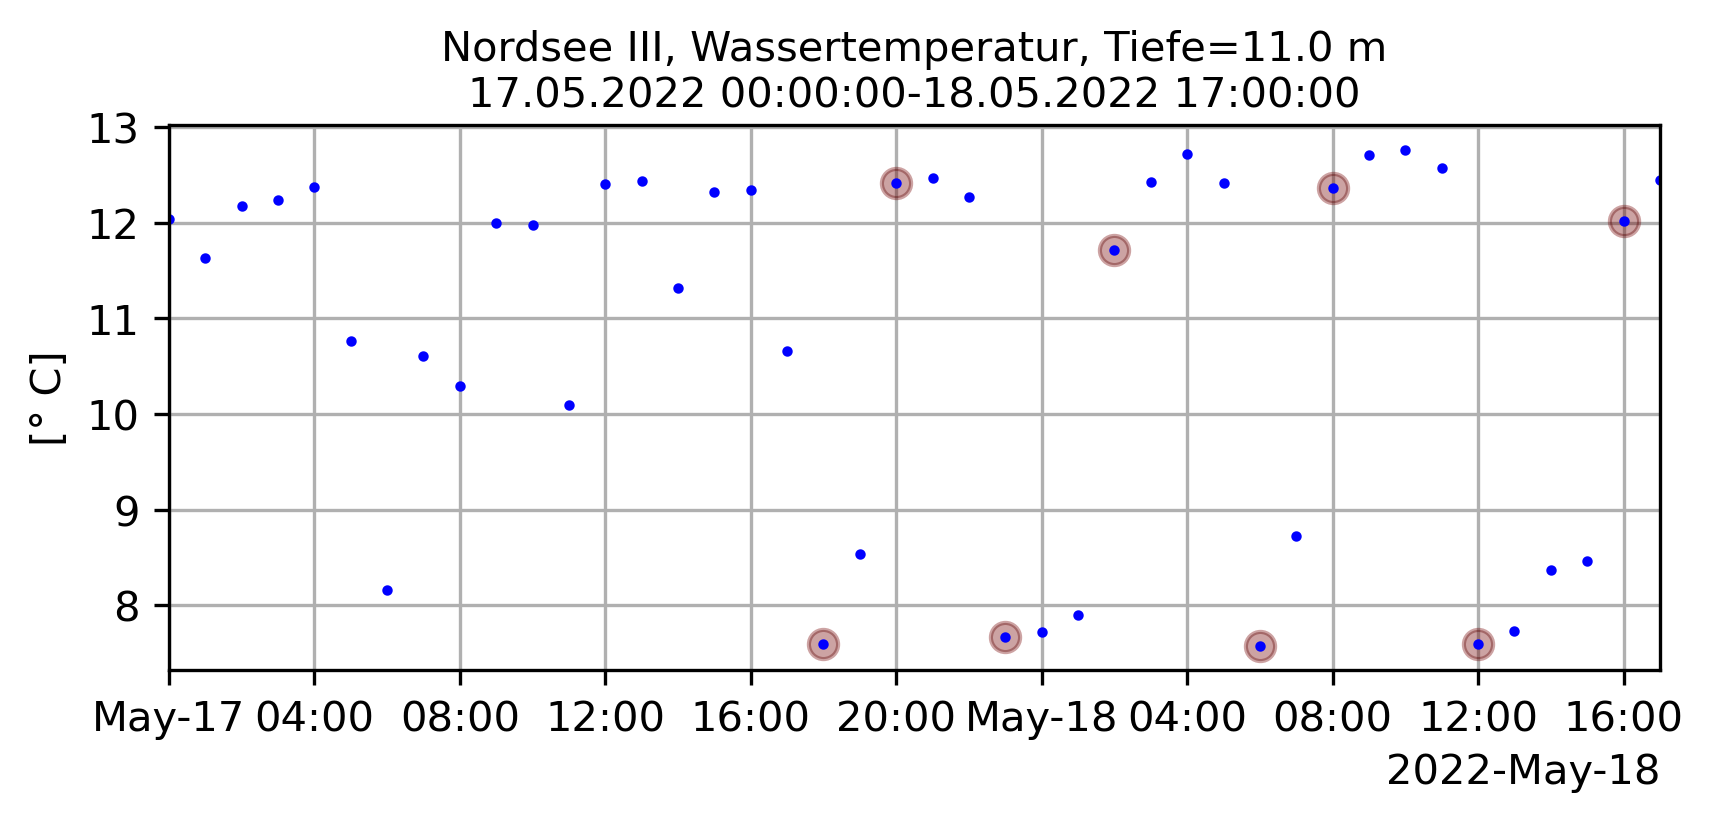 Nordsee III, Wassertemperatur, Tiefe=11.0 m
17.05.2022 00:00:00-18.05.2022 17:00:00
13
12
11
10
9
8
[° C]
May-17 04:00 08:00 12:00 16:00 20:00 May-18 04:00 08:00 12:00 16:00
2022-May-18